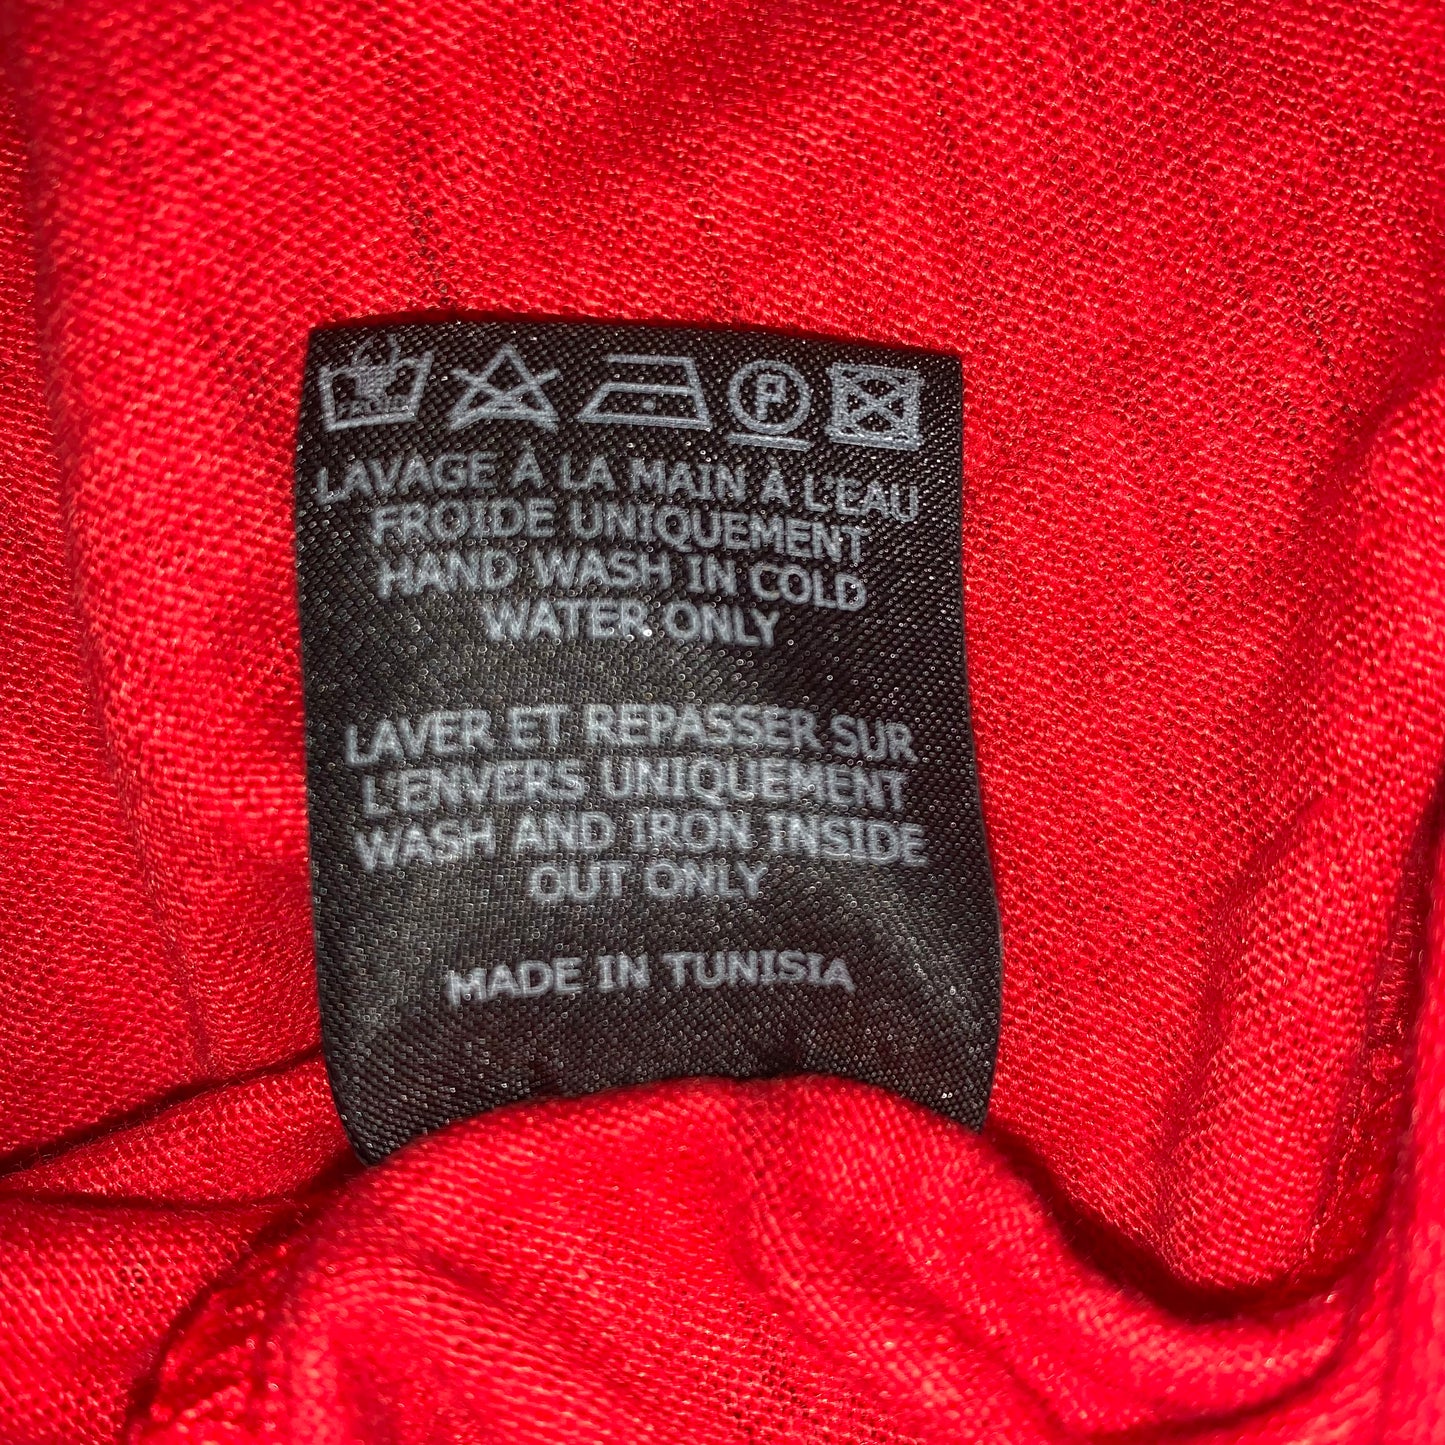 P
LAVAGE À LA MAIN À L'EAU
FROIDE UNIQUEMENT
HAND WASH IN COLD
WATER ONLY
LAVER ET REPASSER SUR
L'ENVERS UNIQUEMENT
WASH AND IRON INSIDE
OUT ONLY
MADE IN TUNISIA